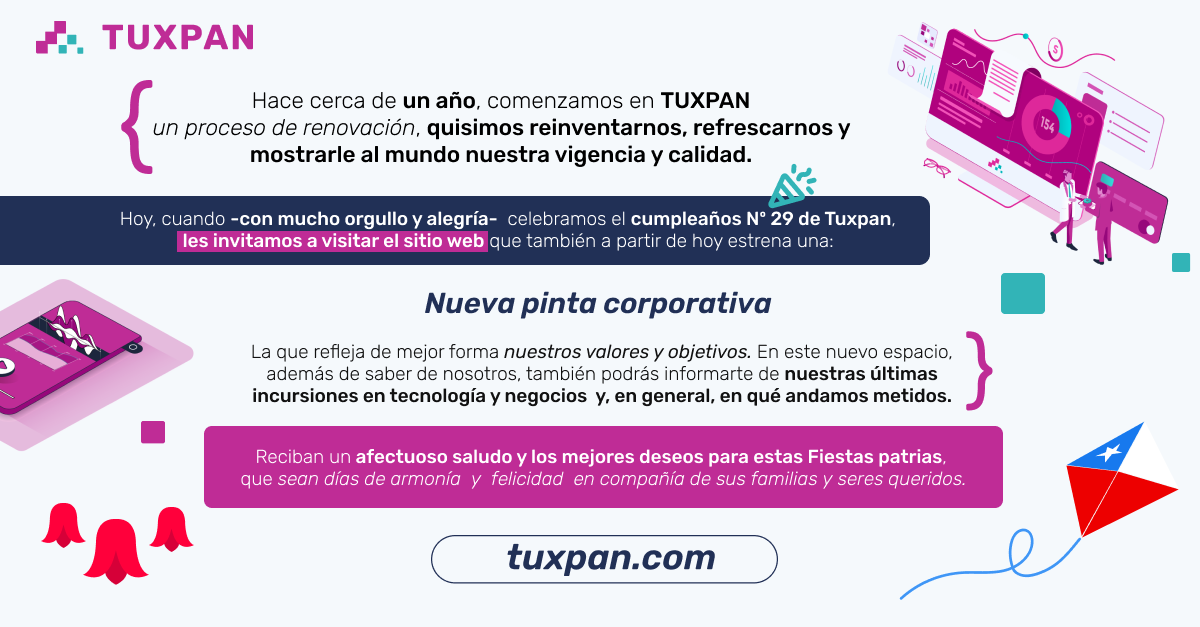 TUXPAN
Hace cerca de un año, comenzamos en TUXPAN
un proceso de renovación, quisimos reinventarnos, refrescarnos y
mostrarle al mundo nuestra vigencia y calidad.
$
154
Hoy, cuando -con mucho orgullo y alegría- celebramos el cumpleaños Nº 29 de Tuxpan,
les invitamos a visitar el sitio web que también a partir de hoy estrena una:
Nueva pinta corporativa
La que refleja de mejor forma nuestros valores y objetivos. En este nuevo espacio,
además de saber de nosotros, también podrás informarte de nuestras últimas
incursiones en tecnología y negocios y, en general, en qué andamos metidos.
Reciban un afectuoso saludo y los mejores deseos para estas Fiestas patrias,
que sean días de armonía y felicidad en compañía de sus familias y seres queridos.
tuxpan.com